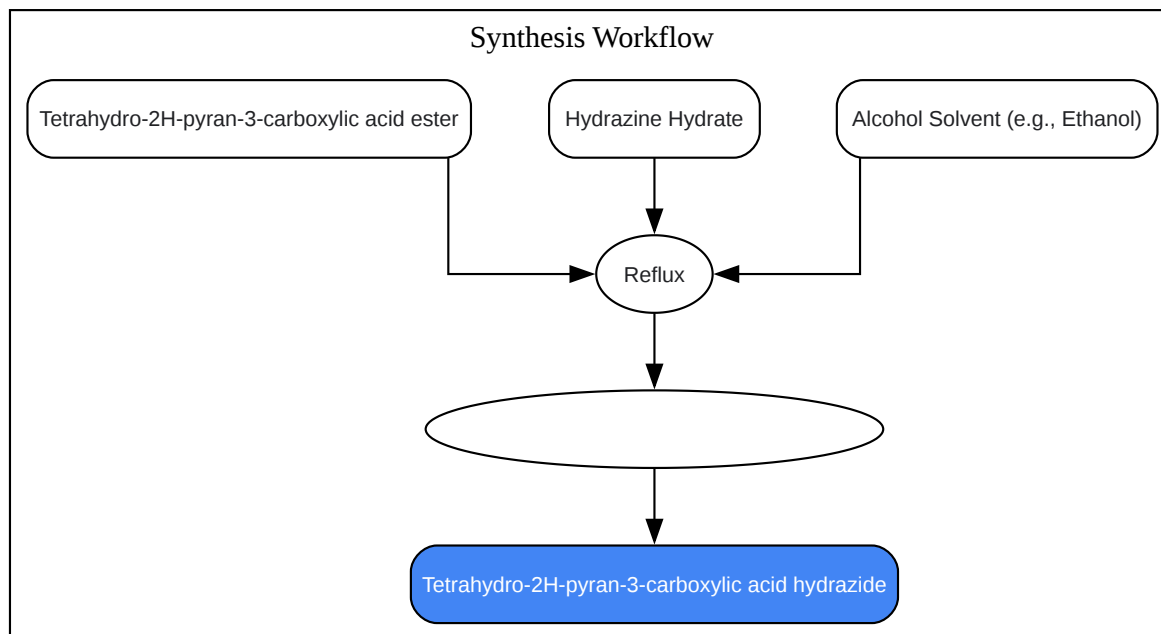 Synthesis Workflow
Tetrahydro-2H-pyran-3-carboxylic acid ester
Hydrazine Hydrate
Alcohol Solvent (e.g., Ethanol)
Reflux
Tetrahydro-2H-pyran-3-carboxylic acid hydrazide